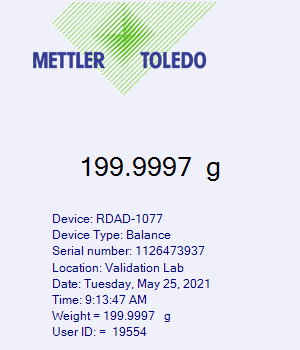 METTLER TOLEDO
199.9997 g
Device: RDAD-1077
Device Type: Balance
Serial number: 1126473937
Location: Validation Lab
Date: Tuesday, May 25, 2021
Time: 9:13:47 AM
Weight = 199.9997 g
User ID: = 19554